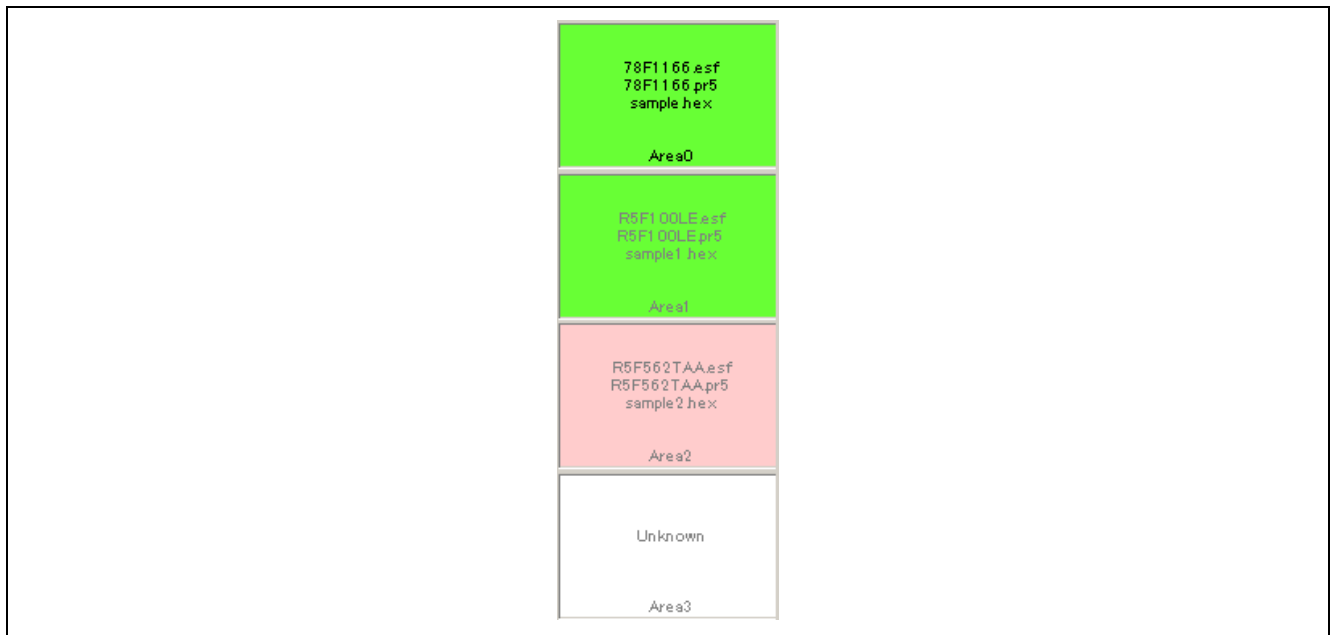 78F1166.esf
78F1166.pr5
sample.hex
Area0
R5F100LE.esf
R5F100LE.pr5
sample1.hex
Area1
R5F562TAA.esf
R5F562TAA.pr5
sample2.hex
Area2
Unknown
Area3